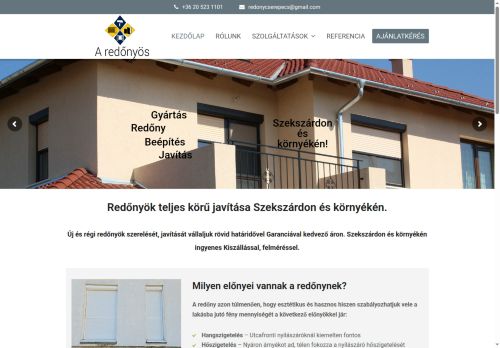 +36 20 523 1101
redonycserepecs@gmail.com
A redőnyös
KEZDŐLAP
RÓLUNK
SZOLGÁLTATÁSOK
REFERENCIA
AJÁNLATKÉRÉS
Gyártás
Redőny
Beépítés
Javítás
Szekszárdon
és
környékén!
Redőnyök teljes körű javítása Szekszárdon és környékén.
Új és régi redőnyök szerelését, javítását vállaljuk rövid határidővel Garanciával kedvező áron. Szekszárdon és környékén
ingyenes Kiszállással, felméréssel.
Milyen előnyei vannak a redőnynek?
A redőny azon túlmenően, hogy esztétikus és hasznos hiszen szabályozhatjuk vele a
lakásba jutó fény mennyiségét a következő előnyökkel jár:
Hangszigetelés – Utcafronti nyílászáróknál kiemelten fontos
Hőszigetelés – Nyáron árnyékot ad, télen fokozza a nyílászáró hőszigetelését